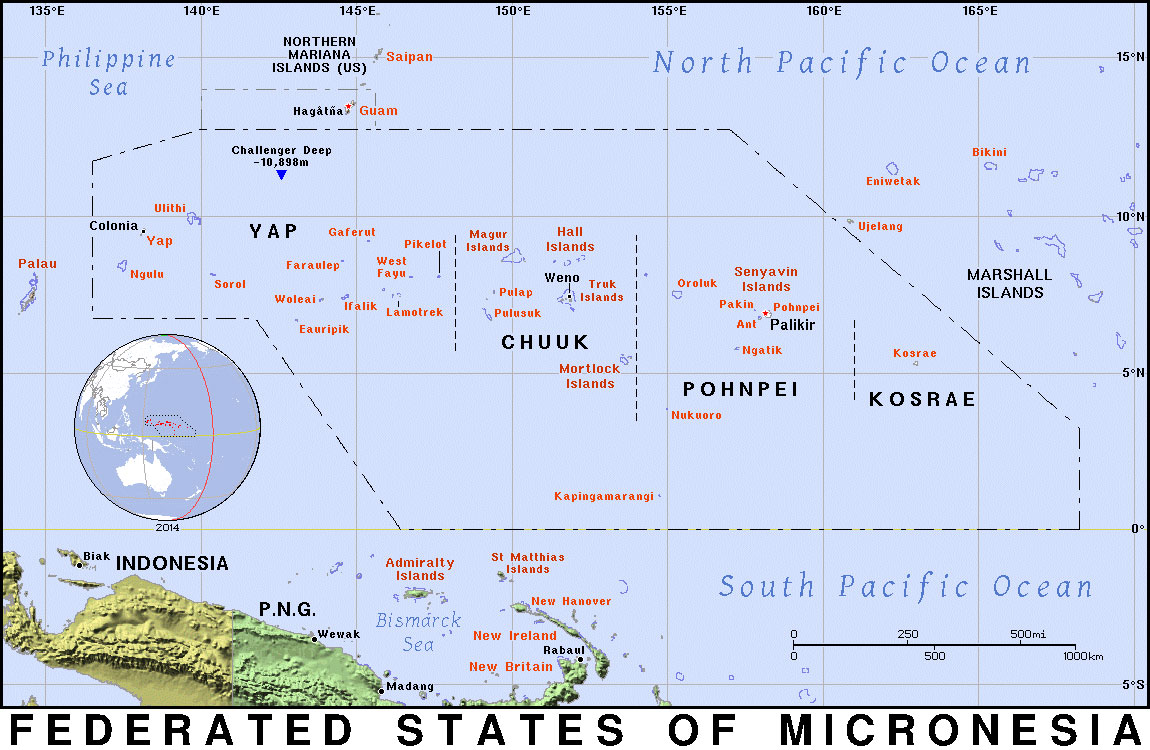 135°E 140°E 145°E 150°E 155°E 160°E 165°E
Philippine
Sea
NORTHERN
MARIANA
ISLANDS (US)
Saipan
North Pacific Ocean
15°N
Hagåtña
Guam
Challenger Deep
-10,898m
Bikini
Eniwetak
Ulithi
10°N
Colonia
Yap
YAP
Gaferut
Pikelot
Magur
Islands
Hall
Islands
Ujelang
Palau
Ngulu
Sorol
Faraulep
West
Fayu
Weno
Truk
Islands
Oroluk
Senyavin
Islands
MARSHALL
ISLANDS
Woleai
Ifalik
Lamotrek
Pulap
Pulusuk
Pakin
Pohnpei
Ant
Palikir
Eauripik
CHUUK
Ngatik
Kosrae
Mortlock
Islands
5°N
POHNPEI
KOSRAE
Nukuoro
Kapingamarangi
2014
0°
Biak
INDONESIA
Admiralty
Islands
St Matthias
Islands
South Pacific Ocean
P.N.G.
New Hanover
Bismarck
Sea
Wewak
New Ireland
Rabaul
New Britain
0 250 500mi
0 500 1000km
Madang
5°S
FEDERATED STATES OF MICRONESIA